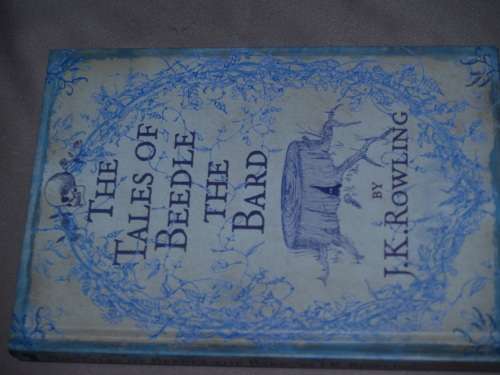 THE
TALES OF
BEEDLE
THE
BARD
BY
J.K. ROWLING